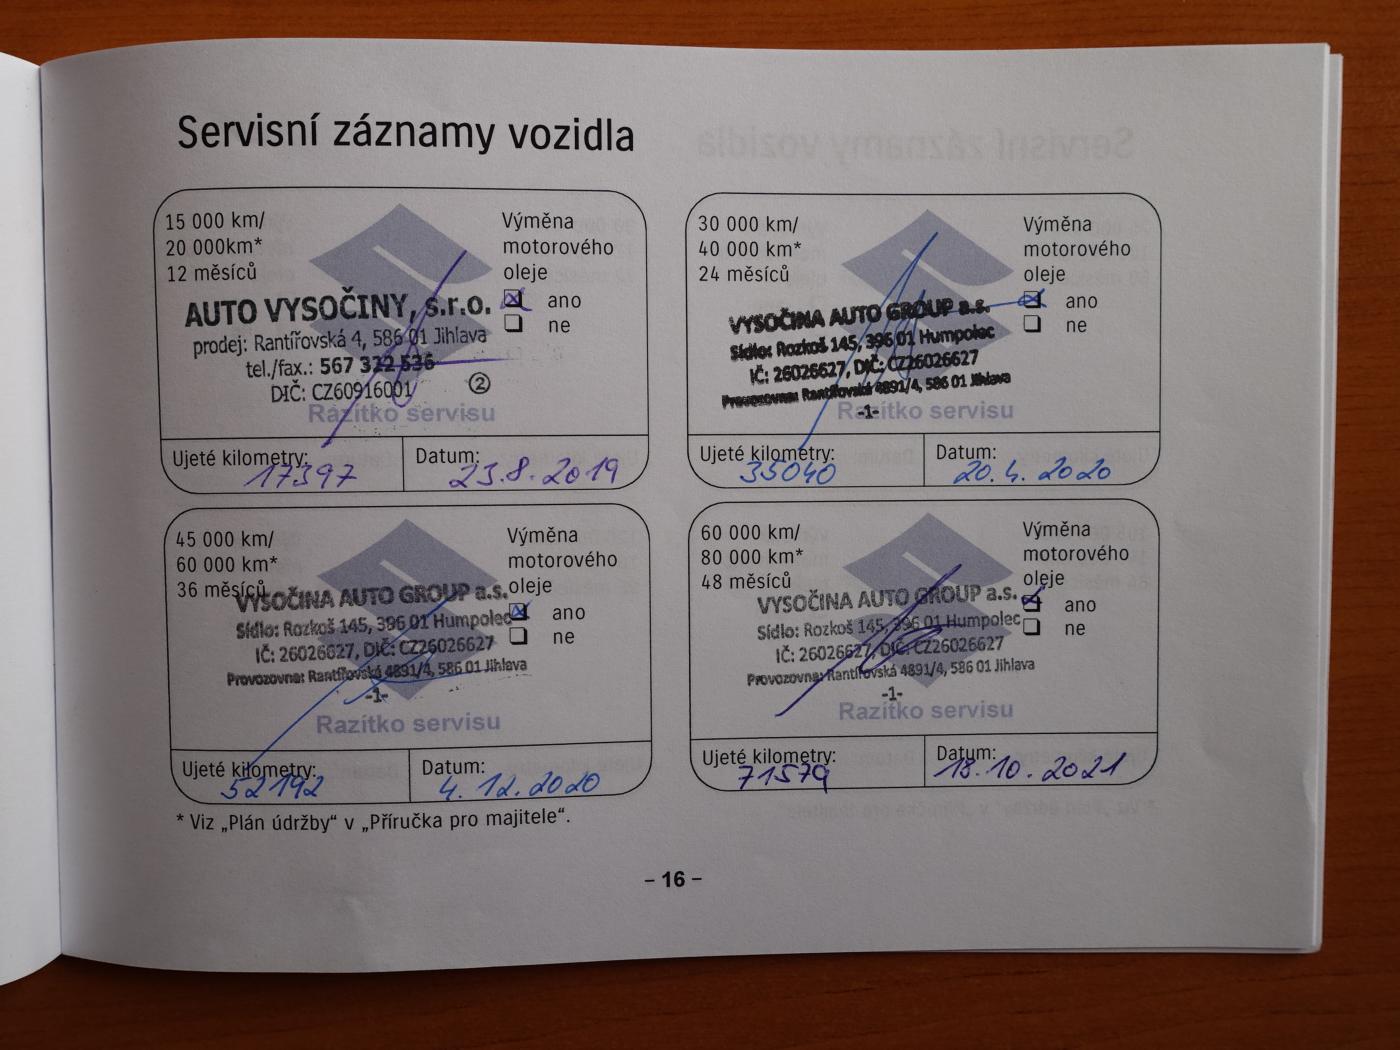 Servisní záznamy vozidla
15 000 km/
20 000km*
12 měsíců
Výměna
motorového
oleje
ano
ne
AUTO VYSOČINY, s.r.o.
prodej: Rantířovská 4, 586 01 Jihlava
tel./fax.: 567 322 536
DIČ: CZ60916001
2
Razítko servisu
Ujeté kilometry:
17397
Datum:
23.8.2019
30 000 km/
40 000 km*
24 měsíců
Výměna
motorového
oleje
ano
ne
VYSOČINA AUTO GROUP a.s.
Sídlo: Rozkoš 145, 396 01 Humpolec
IČ: 26026627, DIČ: CZ26026627
Provozovna: Rantířovská 4891/4, 586 01 Jihlava
-1-
Razítko servisu
Ujeté kilometry:
35040
Datum:
20.4.2020
45 000 km/
60 000 km*
36 měsíců
Výměna
motorového
oleje
ano
ne
VYSOČINA AUTO GROUP a.s.
Sídlo: Rozkoš 145, 396 01 Humpolec
IČ: 26026627, DIČ: CZ26026627
Provozovna: Rantířovská 4891/4, 586 01 Jihlava
-1-
Razítko servisu
Ujeté kilometry:
52192
Datum:
4.12.2020
60 000 km/
80 000 km*
48 měsíců
Výměna
motorového
oleje
ano
ne
VYSOČINA AUTO GROUP a.s.
Sídlo: Rozkoš 145, 396 01 Humpolec
IČ: 26026627, DIČ: CZ26026627
Provozovna: Rantířovská 4891/4, 586 01 Jihlava
-1-
Razítko servisu
Ujeté kilometry:
71579
Datum:
18.10.2021
* Viz „Plán údržby“ v „Příručka pro majitele“.
– 16 –